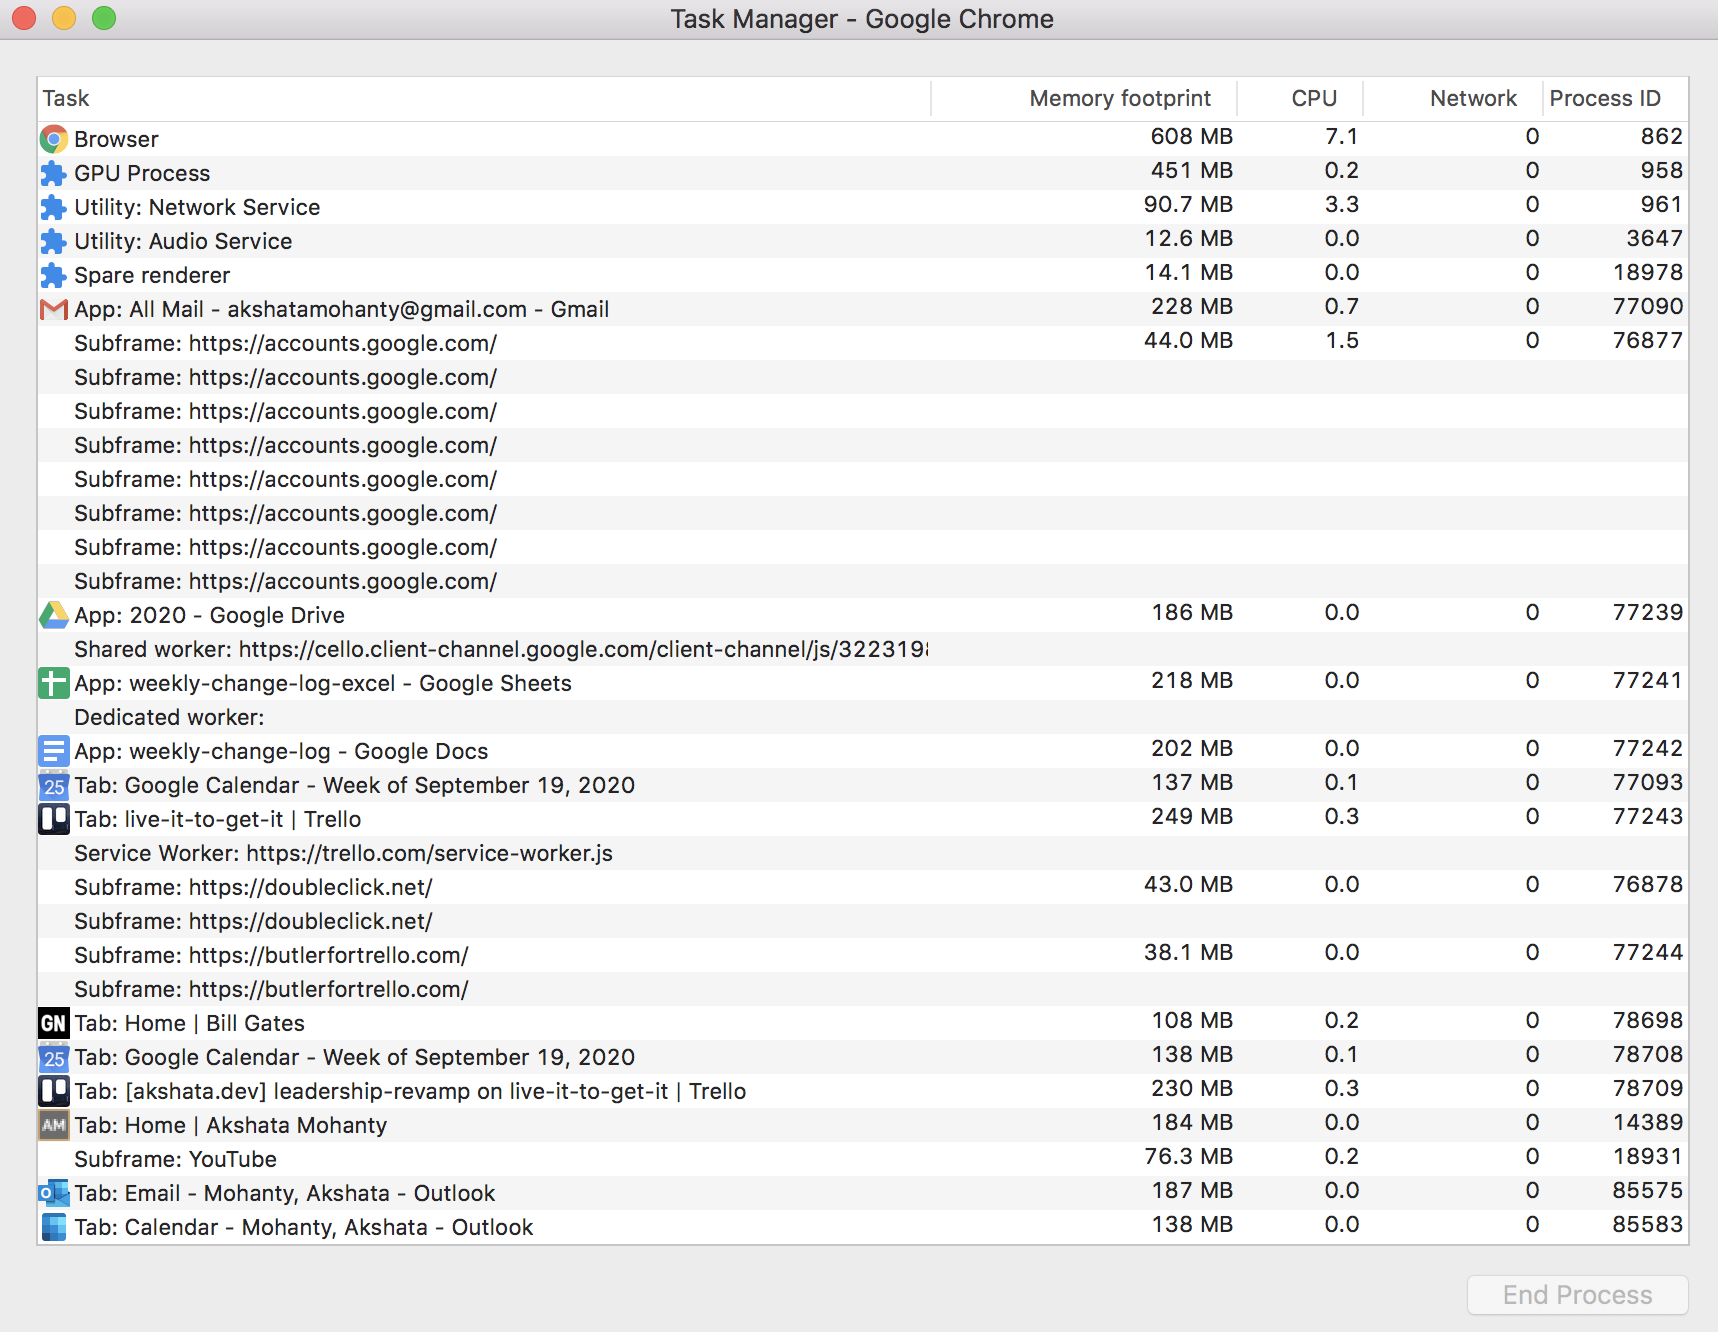 Task Manager - Google Chrome
Task Memory footprint CPU Network Process ID
Browser 608 MB 7.1 0 862
GPU Process 451 MB 0.2 0 958
Utility: Network Service 90.7 MB 3.3 0 961
Utility: Audio Service 12.6 MB 0.0 0 3647
Spare renderer 14.1 MB 0.0 0 18978
App: All Mail - akshatamohanty@gmail.com - Gmail 228 MB 0.7 0 77090
Subframe: https://accounts.google.com/ 44.0 MB 1.5 0 76877
Subframe: https://accounts.google.com/
Subframe: https://accounts.google.com/
Subframe: https://accounts.google.com/
Subframe: https://accounts.google.com/
Subframe: https://accounts.google.com/
Subframe: https://accounts.google.com/
Subframe: https://accounts.google.com/
App: 2020 - Google Drive 186 MB 0.0 0 77239
Shared worker: https://cello.client-channel.google.com/client-channel/js/322319
App: weekly-change-log-excel - Google Sheets 218 MB 0.0 0 77241
Dedicated worker:
App: weekly-change-log - Google Docs 202 MB 0.0 0 77242
25 Tab: Google Calendar - Week of September 19, 2020 137 MB 0.1 0 77093
Tab: live-it-to-get-it | Trello 249 MB 0.3 0 77243
Service Worker: https://trello.com/service-worker.js
Subframe: https://doubleclick.net/ 43.0 MB 0.0 0 76878
Subframe: https://doubleclick.net/
Subframe: https://butlerfortrello.com/ 38.1 MB 0.0 0 77244
Subframe: https://butlerfortrello.com/
GN Tab: Home | Bill Gates 108 MB 0.2 0 78698
25 Tab: Google Calendar - Week of September 19, 2020 138 MB 0.1 0 78708
Tab: [akshata.dev] leadership-revamp on live-it-to-get-it | Trello 230 MB 0.3 0 78709
AM Tab: Home | Akshata Mohanty 184 MB 0.0 0 14389
Subframe: YouTube 76.3 MB 0.2 0 18931
Tab: Email - Mohanty, Akshata - Outlook 187 MB 0.0 0 85575
Tab: Calendar - Mohanty, Akshata - Outlook 138 MB 0.0 0 85583
End Process